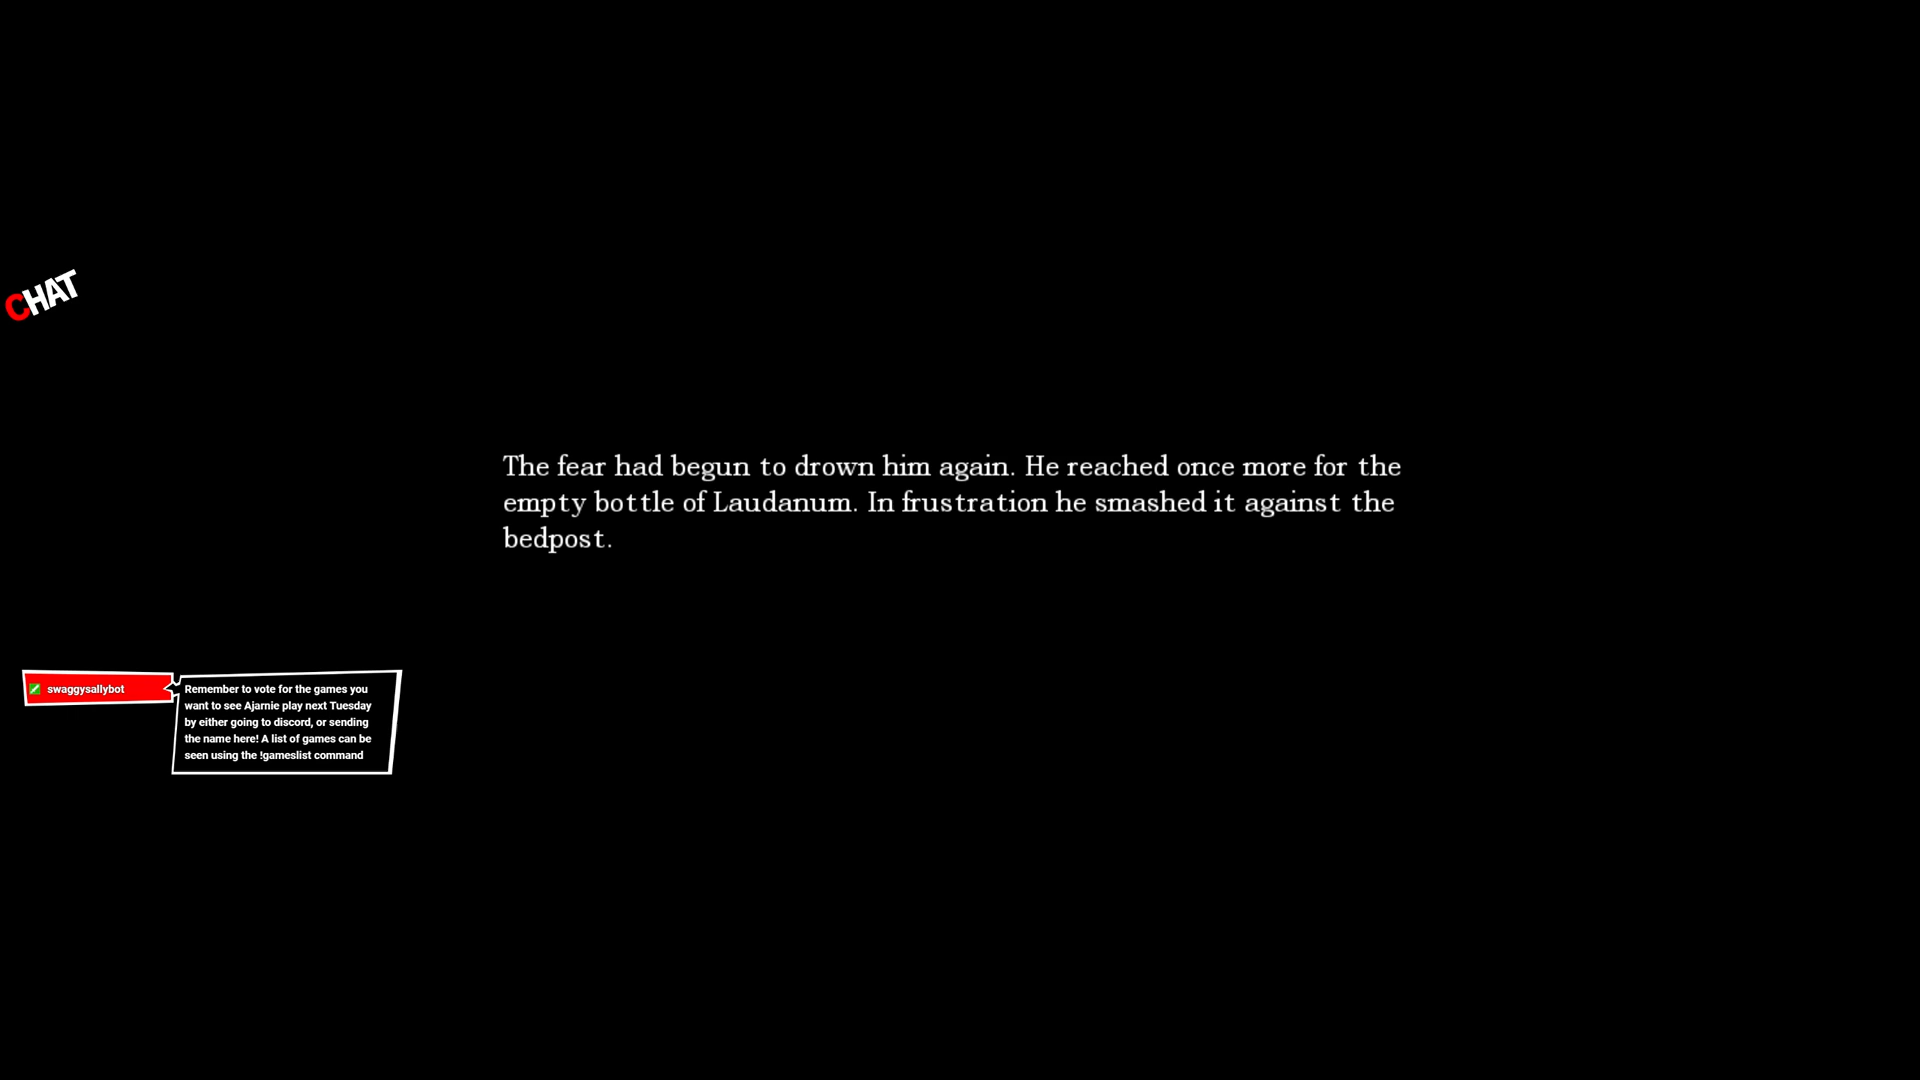 CHAT
The fear had begun to drown him again. He reached once more for the
empty bottle of Laudanum. In frustration he smashed it against the
bedpost.
swaggysallybot
Remember to vote for the games you
want to see Ajarnie play next Tuesday
by either going to discord, or sending
the name here! A list of games can be
seen using the !gameslist command